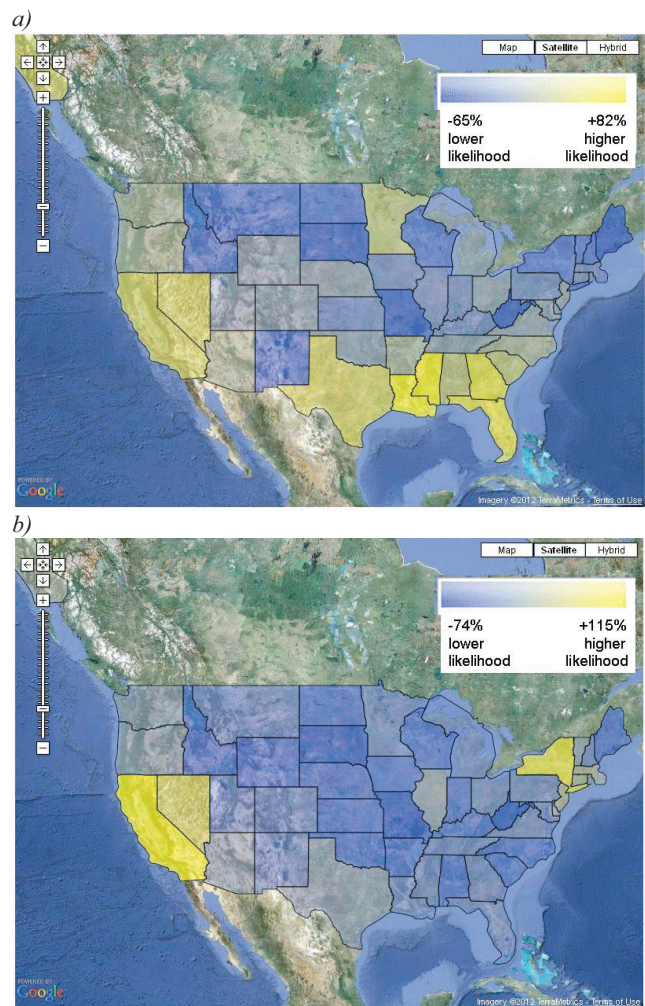 a)
Map Satellite Hybrid
-65% +82%
lower higher
likelihood likelihood
POWERED BY
Google
Imagery ©2012 TerraMetrics - Terms of Use
b)
Map Satellite Hybrid
-74% +115%
lower higher
likelihood likelihood
POWERED BY
Google
Imagery ©2012 TerraMetrics - Terms of Use